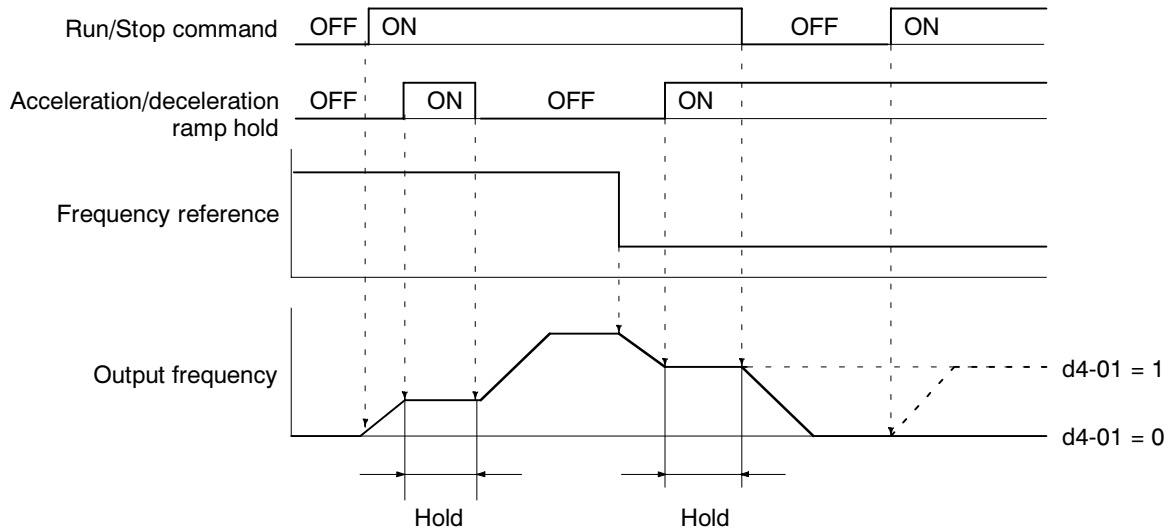 Run/Stop command
OFF ON OFF ON
Acceleration/deceleration
ramp hold
OFF ON OFF ON
Frequency reference
Output frequency
d4-01 = 1
d4-01 = 0
Hold Hold